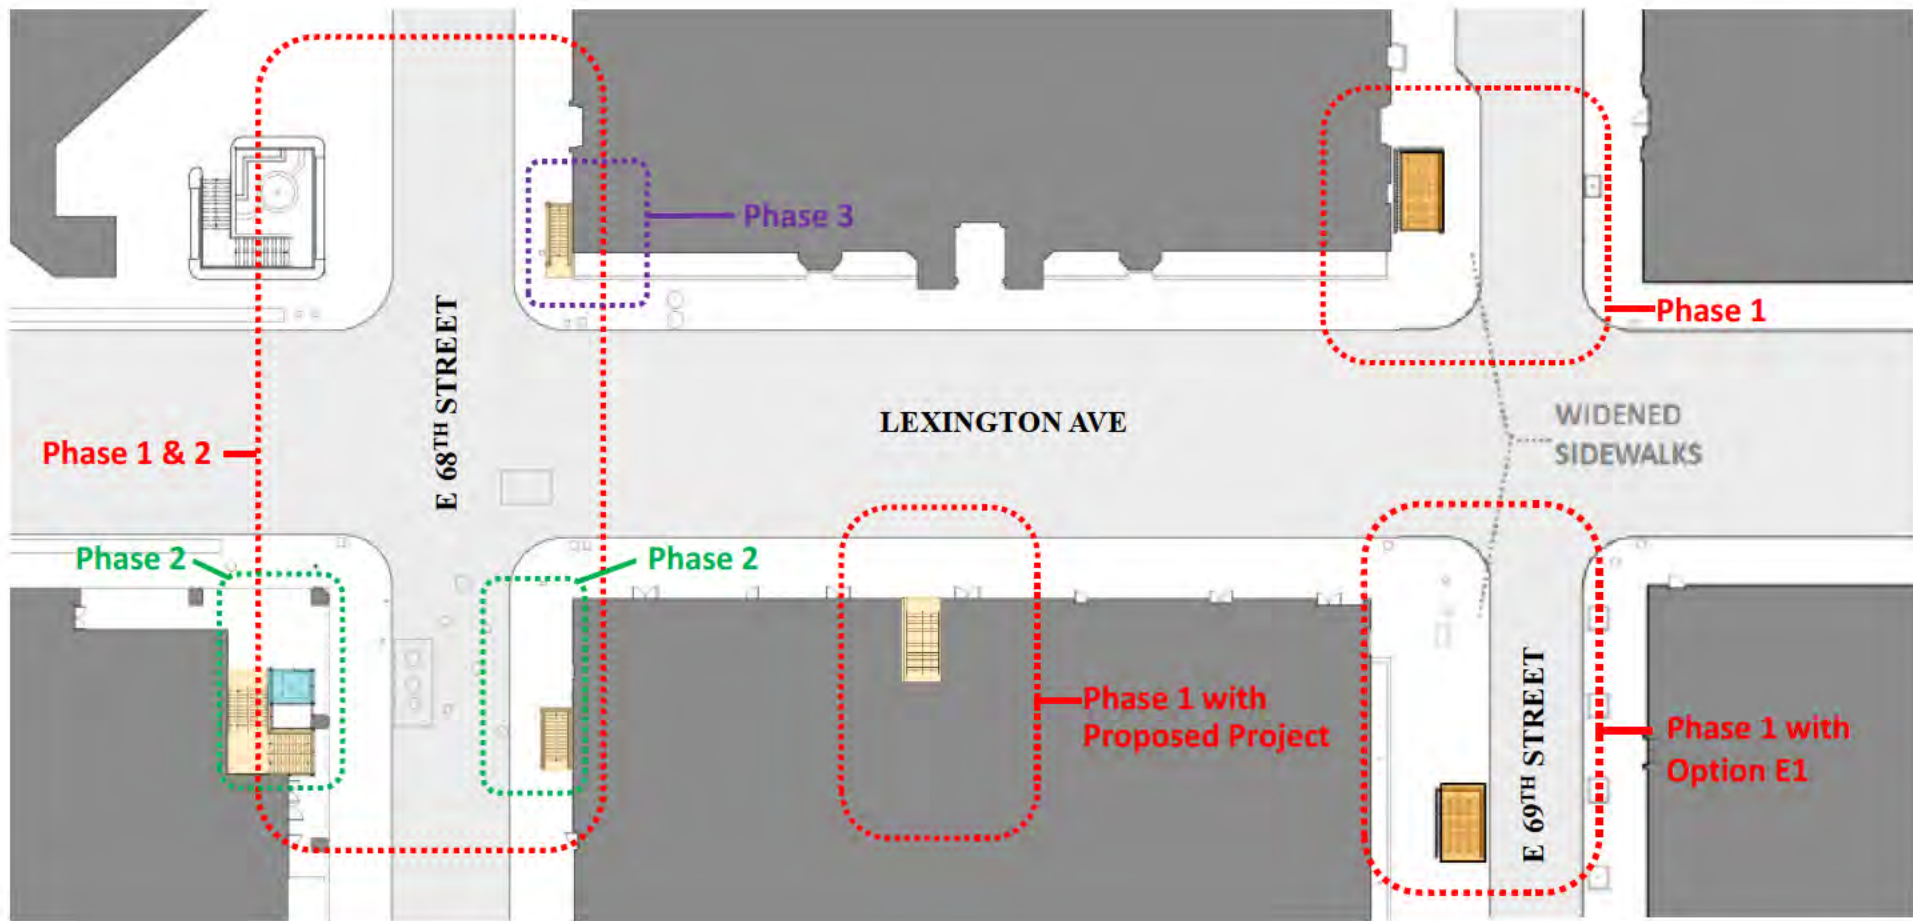 Phase 3
Phase 1
E 68TH STREET
LEXINGTON AVE
WIDENED
SIDEWALKS
Phase 1 & 2
Phase 2
Phase 2
Phase 1 with
Proposed Project
E 69TH STREET
Phase 1 with
Option E1